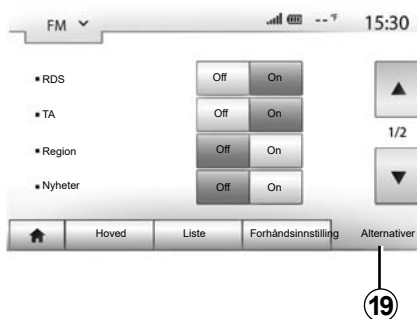 FM -- °F 15:30
RDS Off On
TA Off On
1/2
Region Off On
Nyheter Off On
Hoved Liste Forhåndsinnstilling Alternativer
19